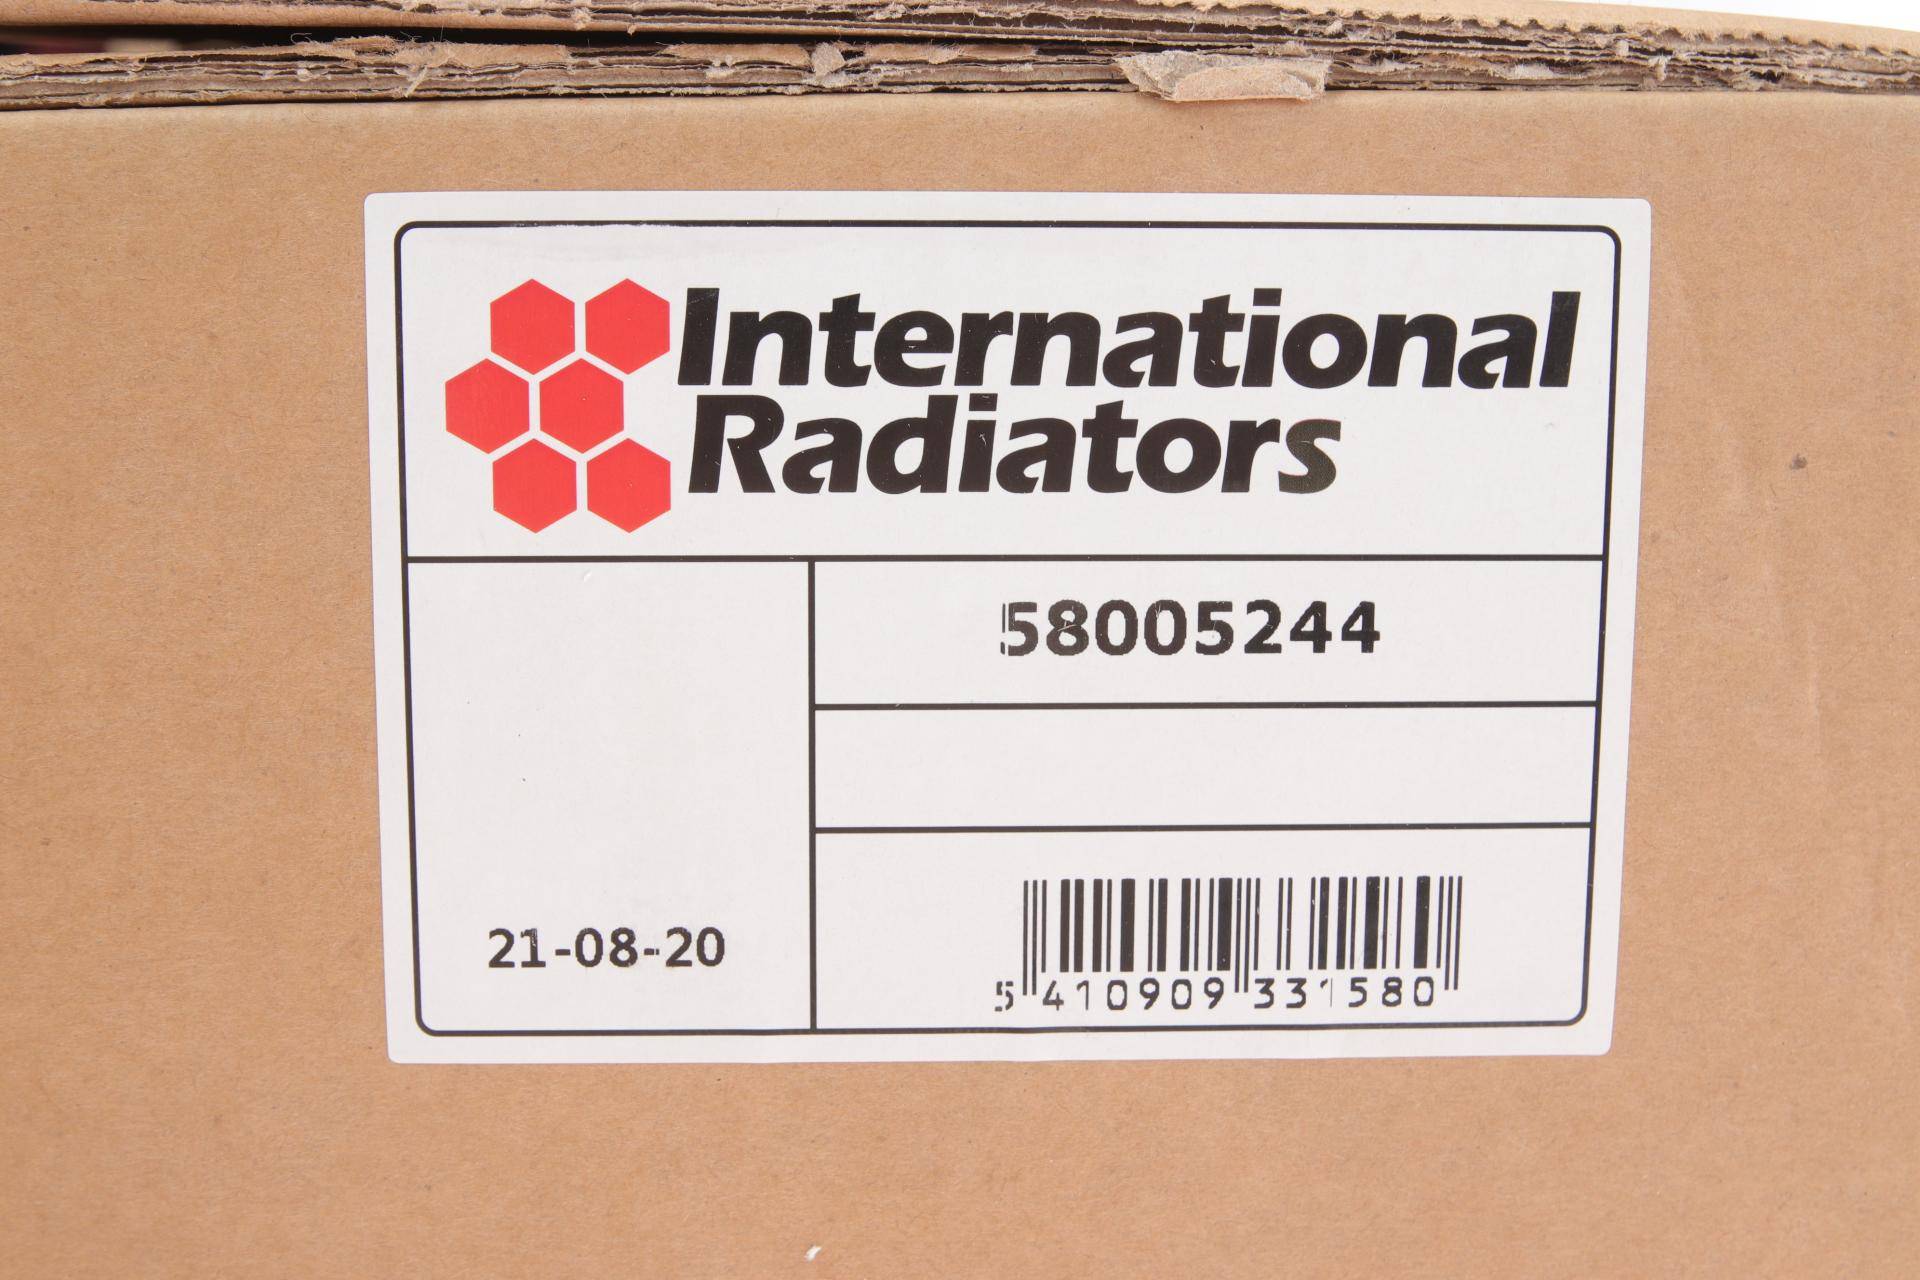 International
Radiators
58005244
21-08-20
5 410909 331580